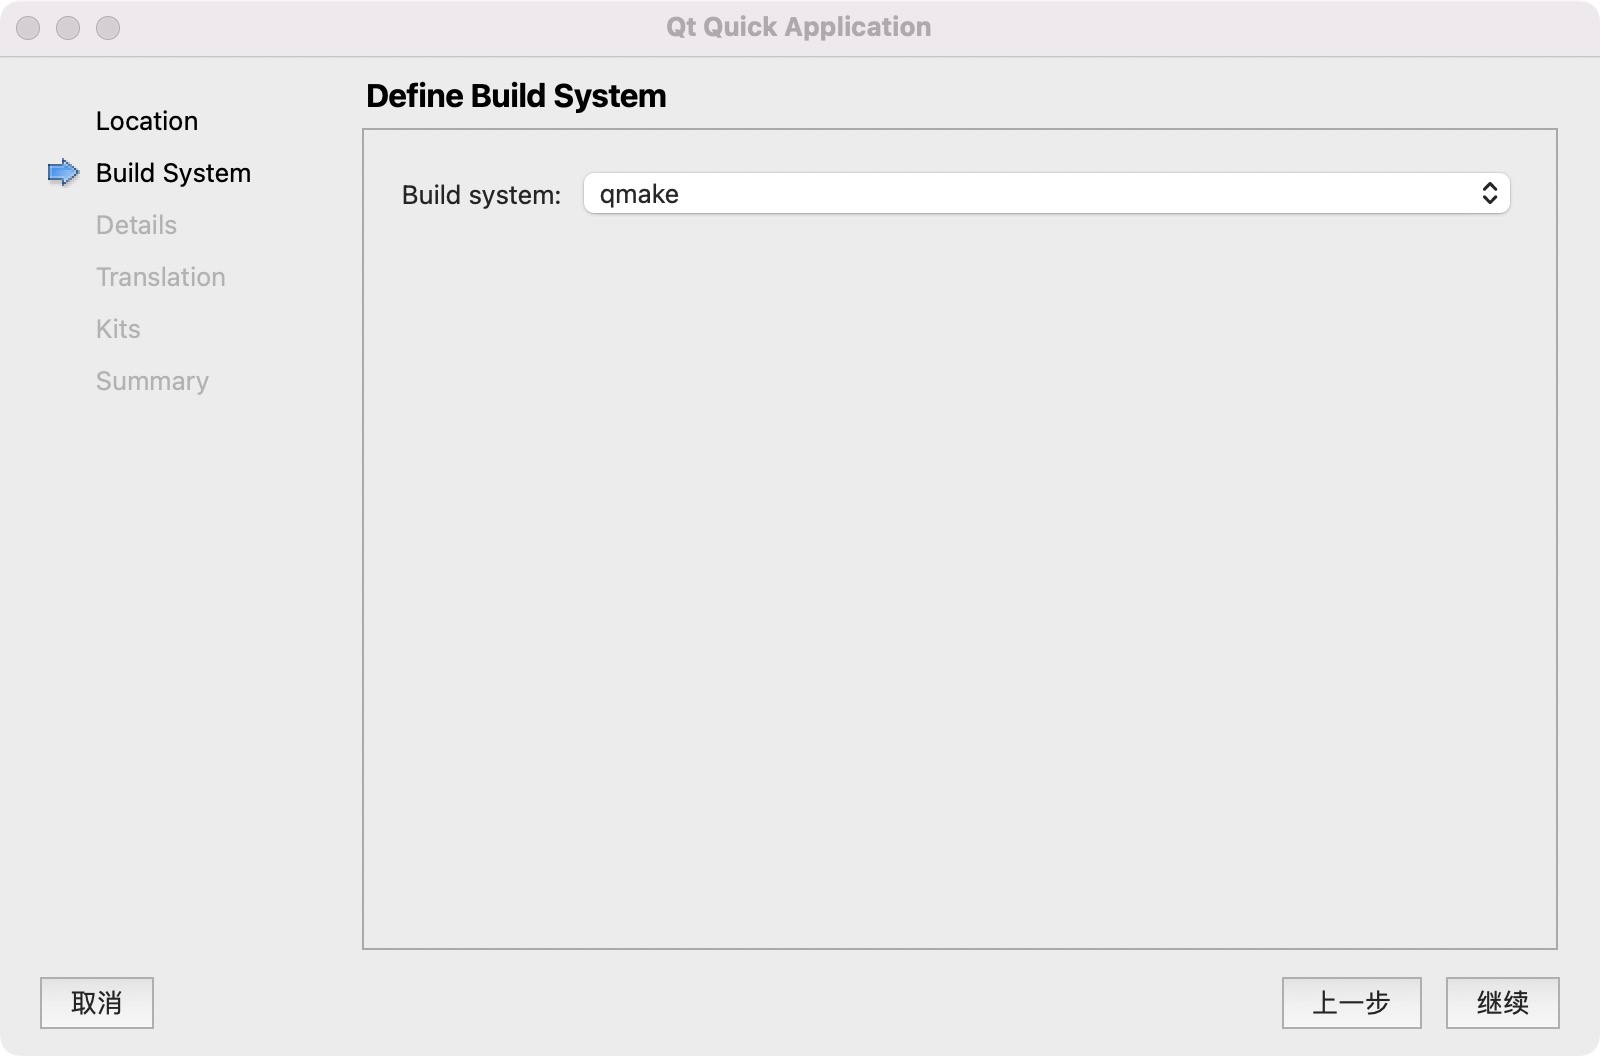 Qt Quick Application
Location
Build System
Details
Translation
Kits
Summary
Define Build System
Build system: qmake
取消
上一步
继续